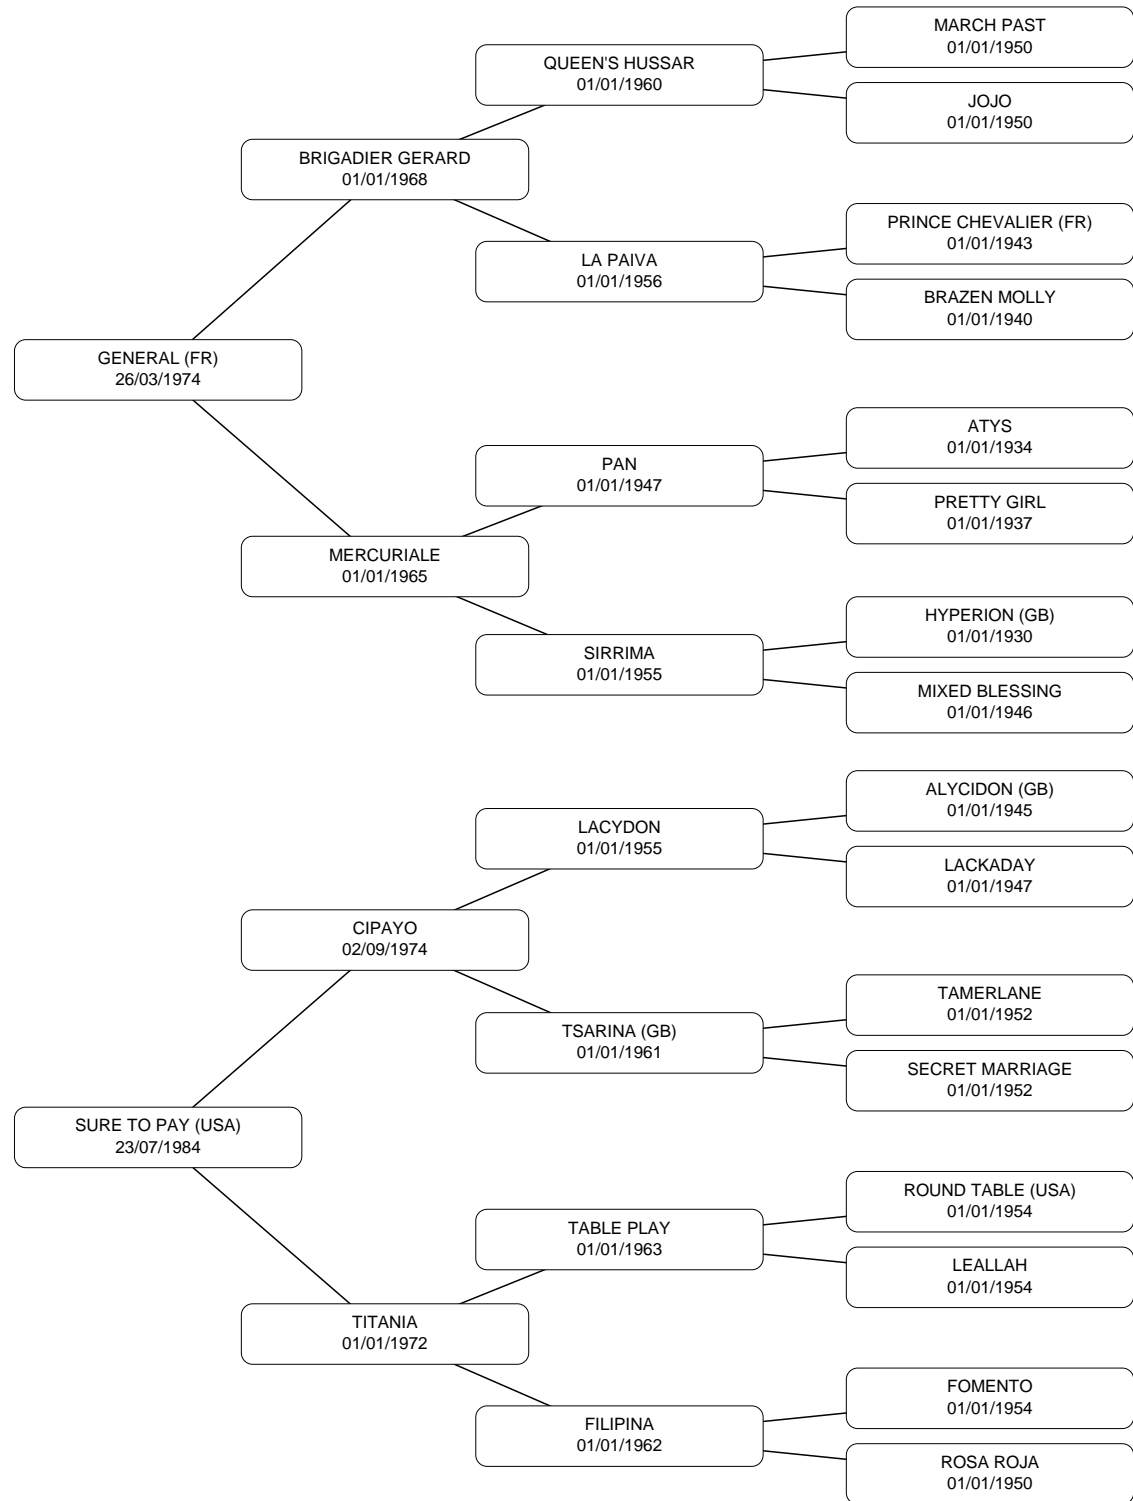 MARCH PAST
01/01/1950
QUEEN'S HUSSAR
01/01/1960
JOJO
01/01/1950
BRIGADIER GERARD
01/01/1968
PRINCE CHEVALIER (FR)
01/01/1943
LA PAIVA
01/01/1956
BRAZEN MOLLY
01/01/1940
GENERAL (FR)
26/03/1974
ATYS
01/01/1934
PAN
01/01/1947
PRETTY GIRL
01/01/1937
MERCURIALE
01/01/1965
HYPERION (GB)
01/01/1930
SIRRIMA
01/01/1955
MIXED BLESSING
01/01/1946
ALYCIDON (GB)
01/01/1945
LACYDON
01/01/1955
LACKADAY
01/01/1947
CIPAYO
02/09/1974
TAMERLANE
01/01/1952
TSARINA (GB)
01/01/1961
SECRET MARRIAGE
01/01/1952
SURE TO PAY (USA)
23/07/1984
ROUND TABLE (USA)
01/01/1954
TABLE PLAY
01/01/1963
LEALLAH
01/01/1954
TITANIA
01/01/1972
FOMENTO
01/01/1954
FILIPINA
01/01/1962
ROSA ROJA
01/01/1950